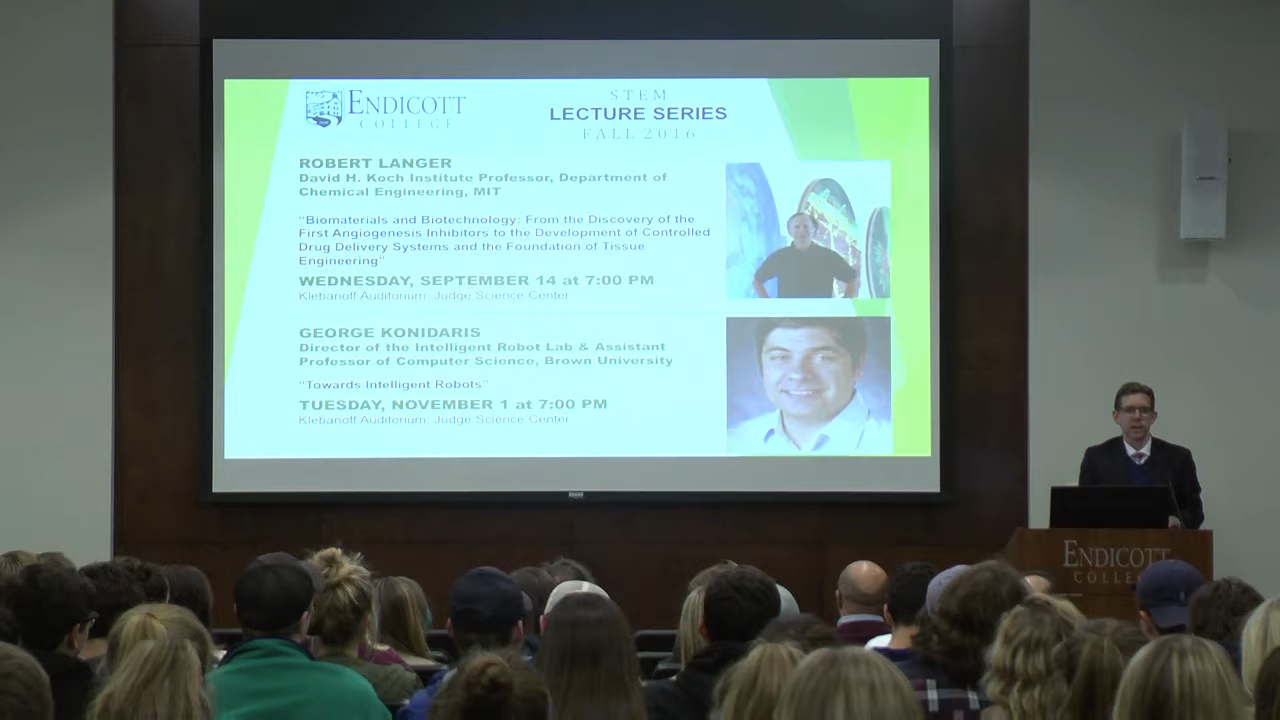 ENDICOTT
COLLEGE
STEM
LECTURE SERIES
FALL 2016
ROBERT LANGER
David H. Koch Institute Professor, Department of
Chemical Engineering, MIT
"Biomaterials and Biotechnology: From the Discovery of the
First Angiogenesis Inhibitors to the Development of Controlled
Drug Delivery Systems and the Foundation of Tissue
Engineering"
WEDNESDAY, SEPTEMBER 14 at 7:00 PM
Klebanoff Auditorium, Judge Science Center
GEORGE KONIDARIS
Director of the Intelligent Robot Lab & Assistant
Professor of Computer Science, Brown University
"Towards Intelligent Robots"
TUESDAY, NOVEMBER 1 at 7:00 PM
Klebanoff Auditorium, Judge Science Center
ENDICOTT
COLLEGE